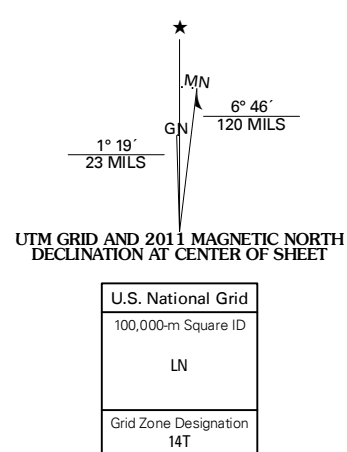 ★
MN
GN
6° 46´
120 MILS
1° 19´
23 MILS
UTM GRID AND 2011 MAGNETIC NORTH
DECLINATION AT CENTER OF SHEET
U.S. National Grid
100,000-m Square ID
LN
Grid Zone Designation
14T